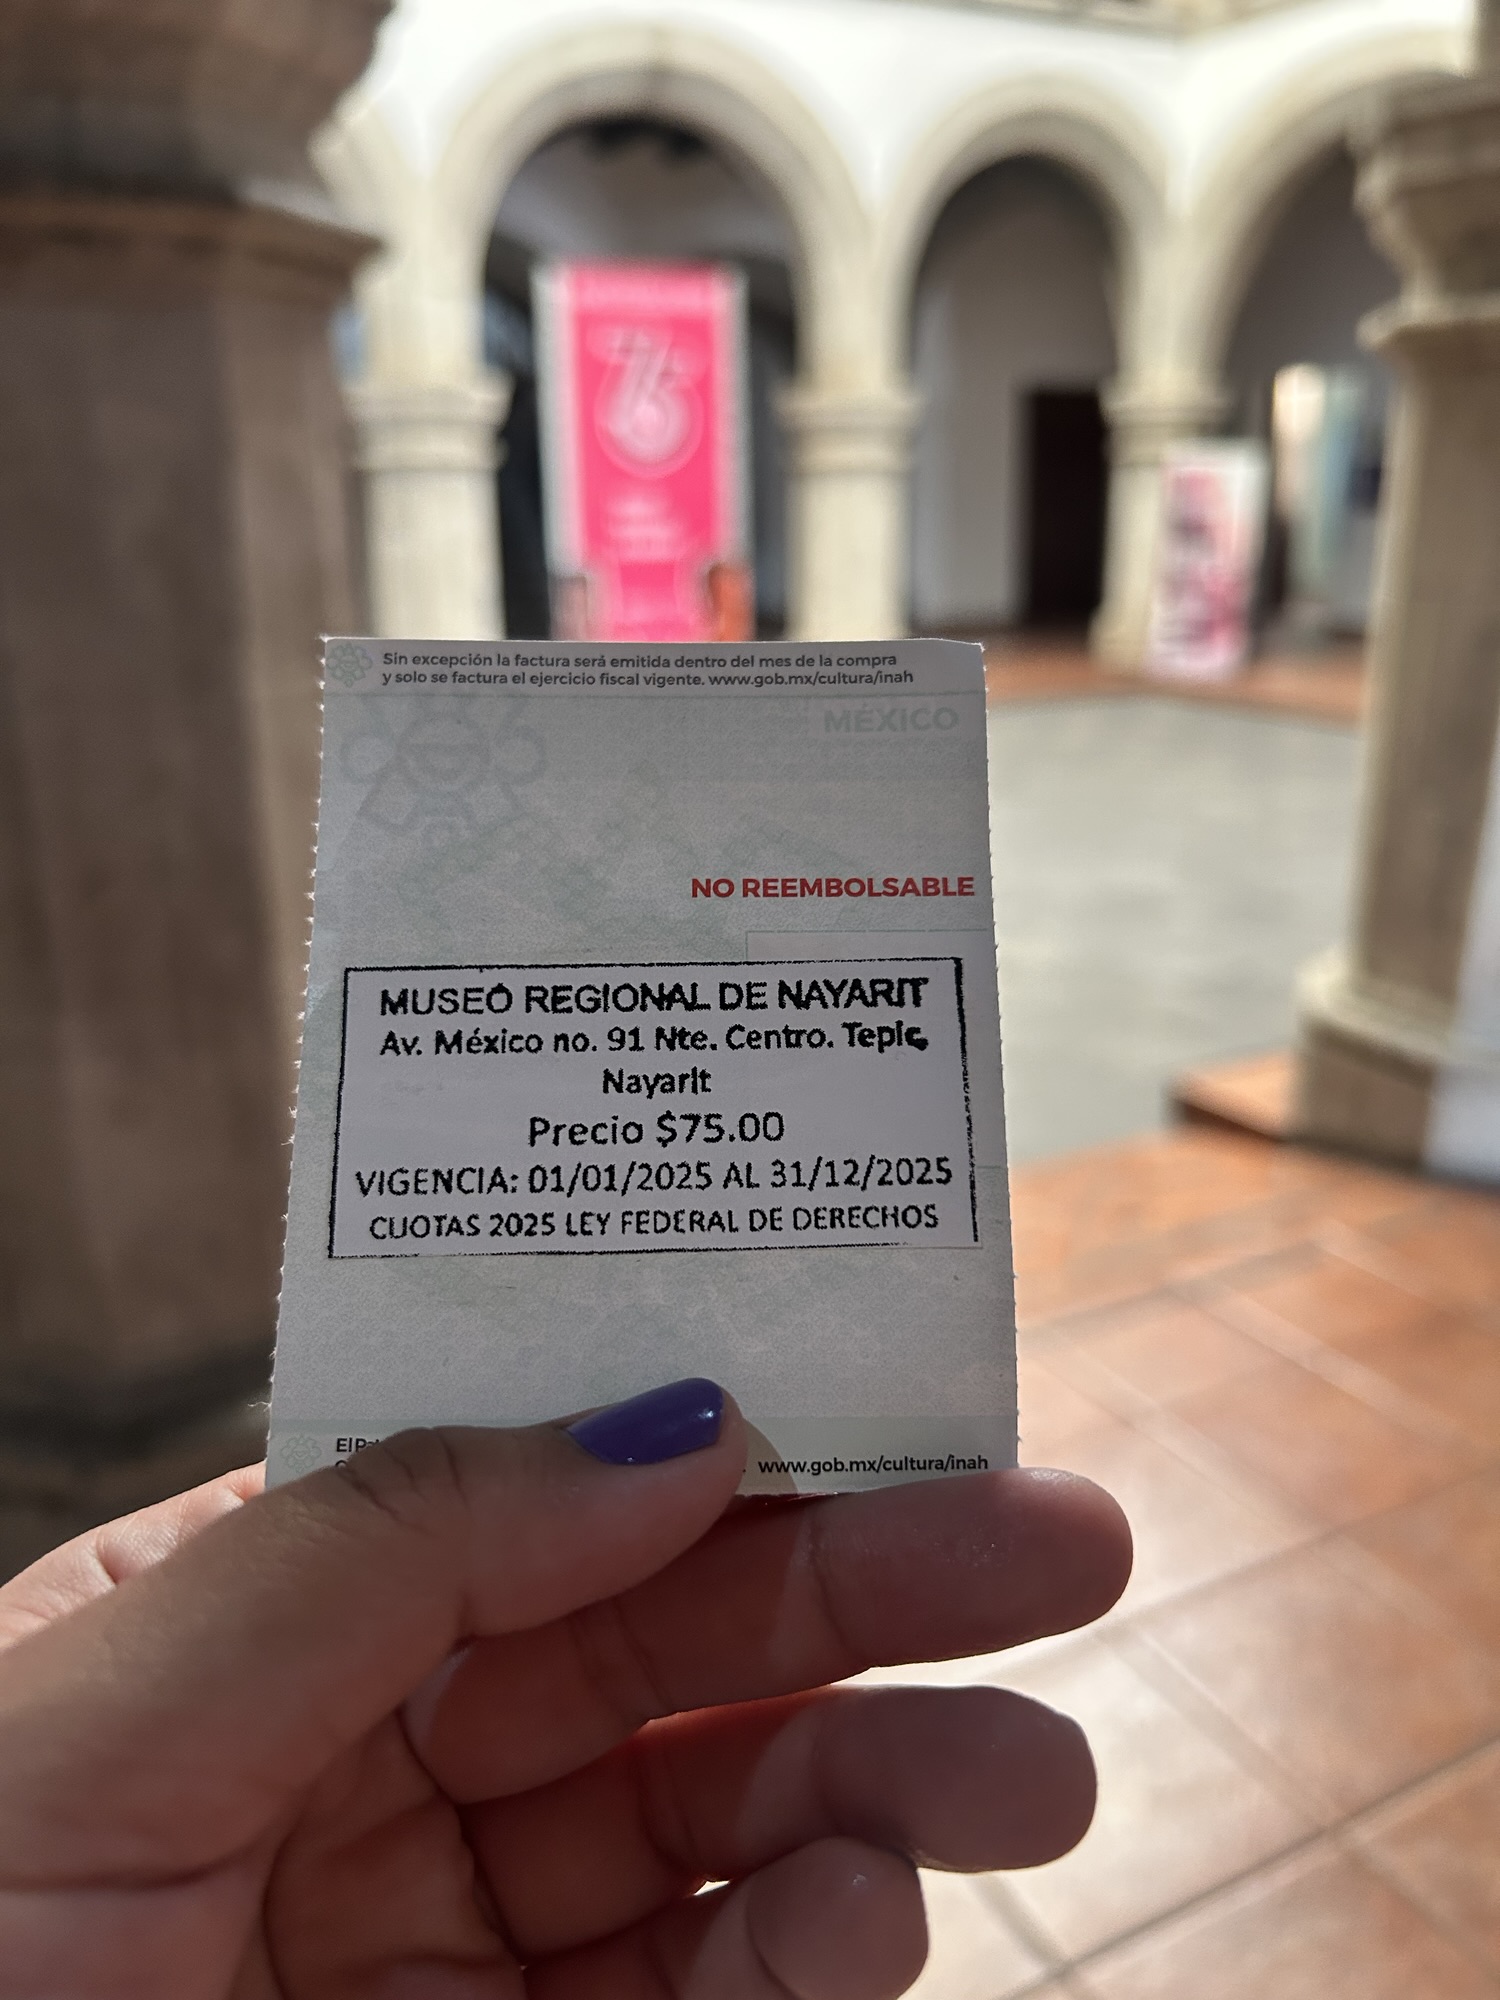 Sin excepción la factura será emitida dentro del mes de la compra
y solo se factura el ejercicio fiscal vigente. www.gob.mx/cultura/inah
MÉXICO
NO REEMBOLSABLE
MUSEO REGIONAL DE NAYARIT
Av. México no. 91 Nte. Centro. Tepic,
Nayarit
Precio $75.00
VIGENCIA: 01/01/2025 AL 31/12/2025
CUOTAS 2025 LEY FEDERAL DE DERECHOS
El
www.gob.mx/cultura/inah
76